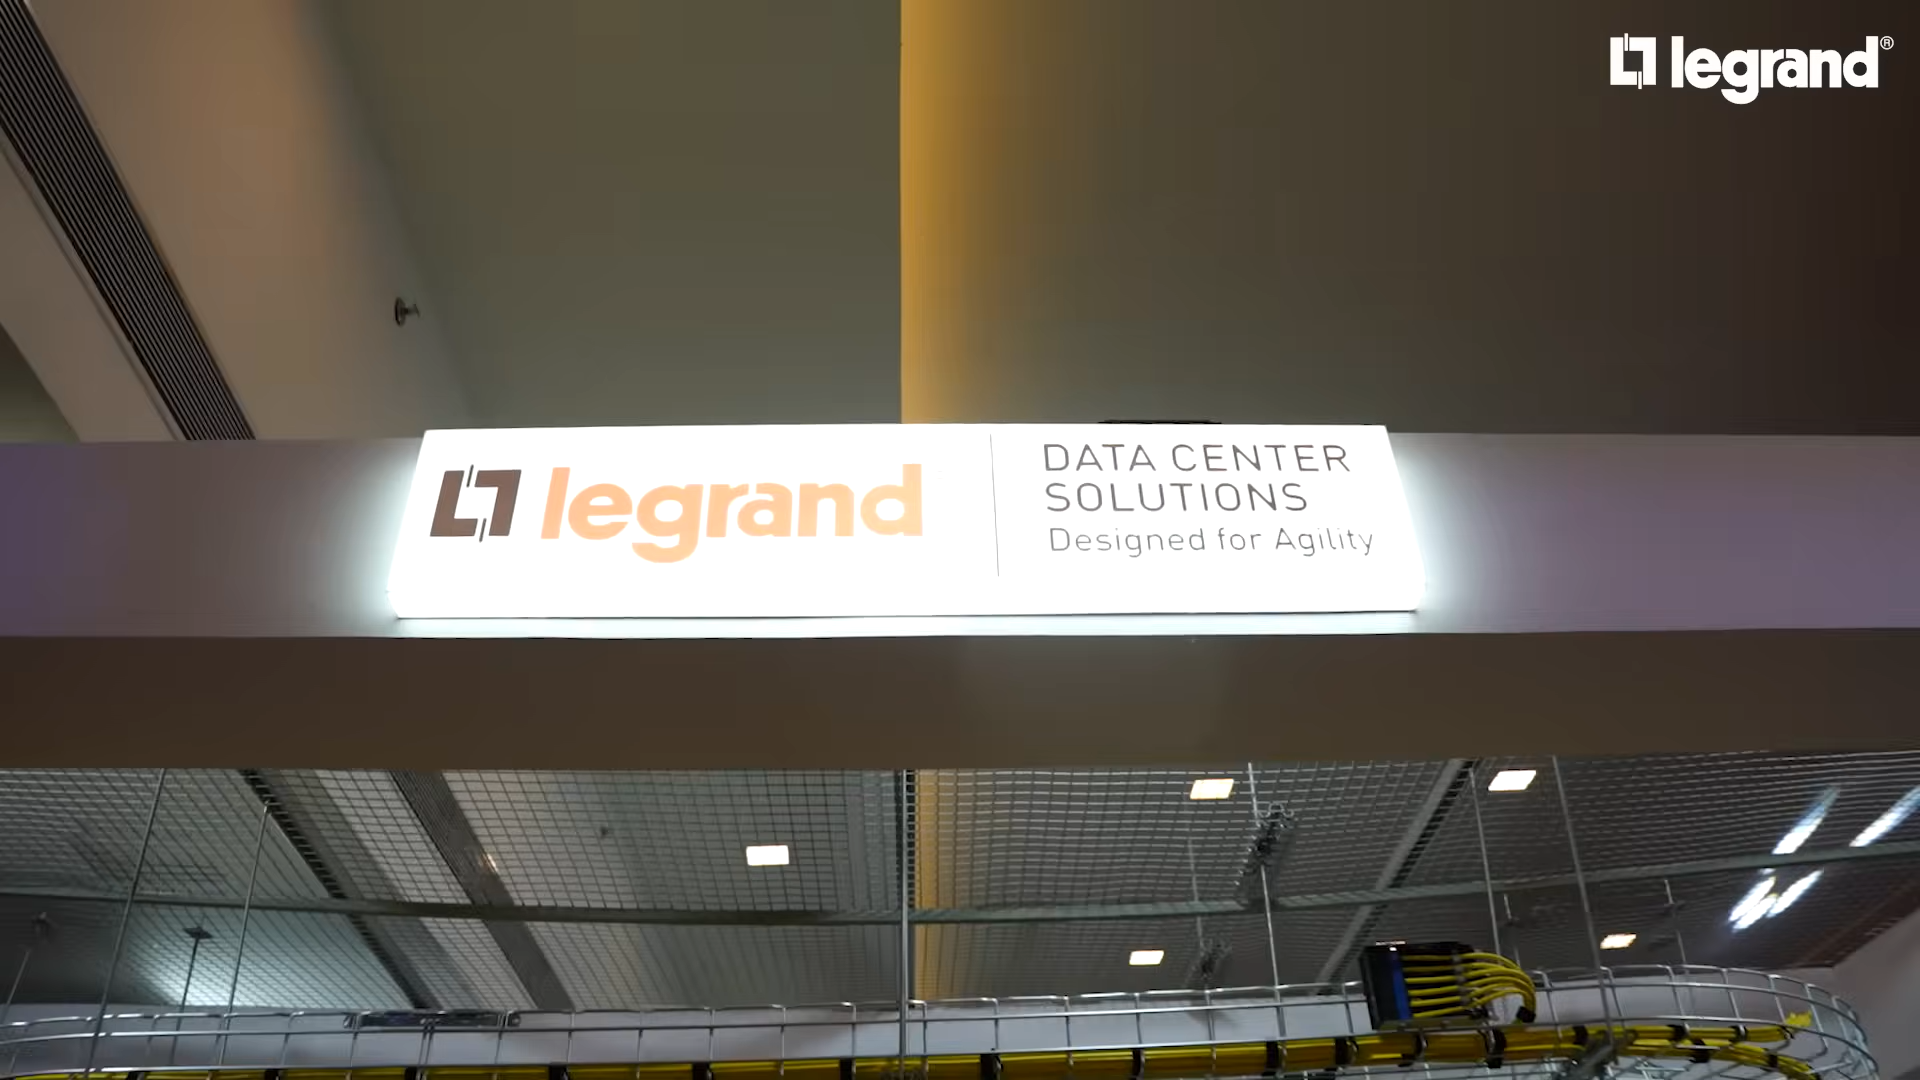 legrand®
legrand
DATA CENTER
SOLUTIONS
Designed for Agility